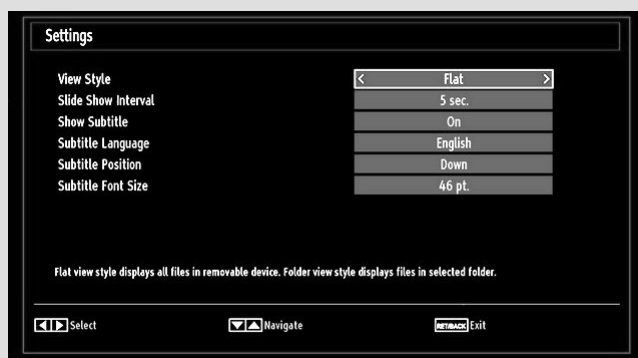 Settings
View Style < Flat >
Slide Show Interval 5 sec.
Show Subtitle On
Subtitle Language English
Subtitle Position Down
Subtitle Font Size 46 pt.
Flat view style displays all files in removable device. Folder view style displays files in selected folder.
Select Navigate RET/BACK Exit